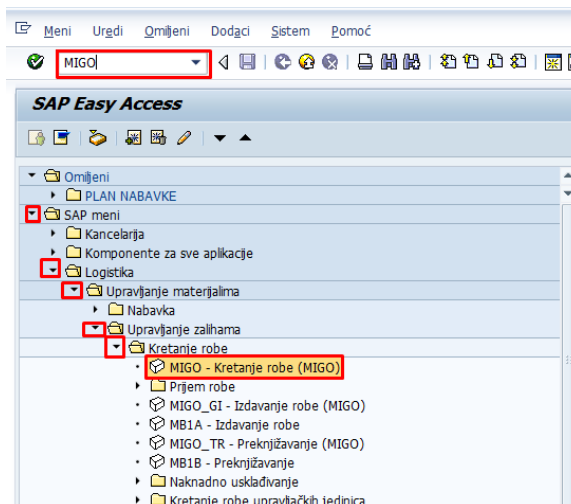 Meni Uredi Omiljeni Dodaci Sistem Pomoć
MIGO
SAP Easy Access
Omiljeni
PLAN NABAVKE
SAP meni
Kancelarija
Komponente za sve aplikacije
Logistika
Upravljanje materijalima
Nabavka
Upravljanje zalihama
Kretanje robe
MIGO - Kretanje robe (MIGO)
Prijem robe
MIGO_GI - Izdavanje robe (MIGO)
MB1A - Izdavanje robe
MIGO_TR - Preknjižavanje (MIGO)
MB1B - Preknjižavanje
Naknadno usklađivanje
Kretanje robe upravljačkih jedinica